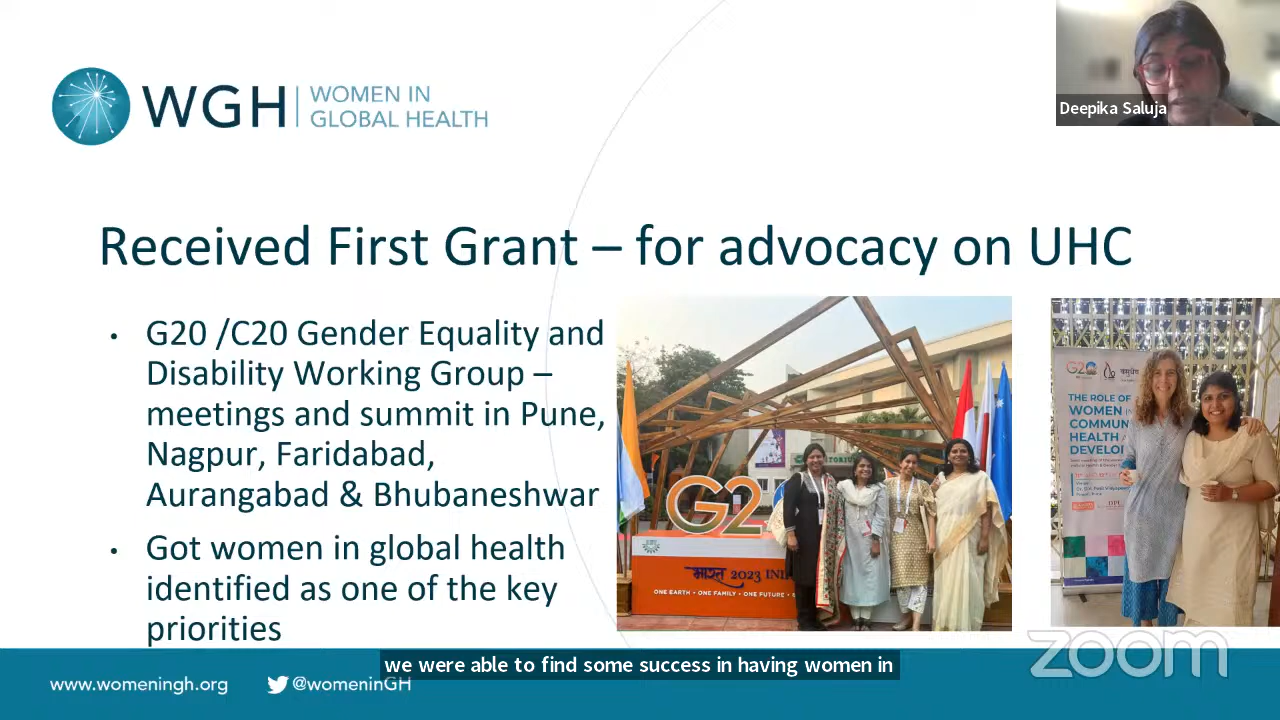 WGH | WOMEN IN GLOBAL HEALTH
Deepika Saluja
Received First Grant – for advocacy on UHC
• G20 /C20 Gender Equality and
Disability Working Group –
meetings and summit in Pune,
Nagpur, Faridabad,
Aurangabad & Bhubaneshwar
• Got women in global health
identified as one of the key
priorities
G2
भारत 2023 INDI
ONE EARTH • ONE FAMILY • ONE FUTURE •
G20
THE ROLE OF
WOMEN IN
COMMUN
HEALTH
DEVELO
zoom
we were able to find some success in having women in
www.womeningh.org
@womeninGH